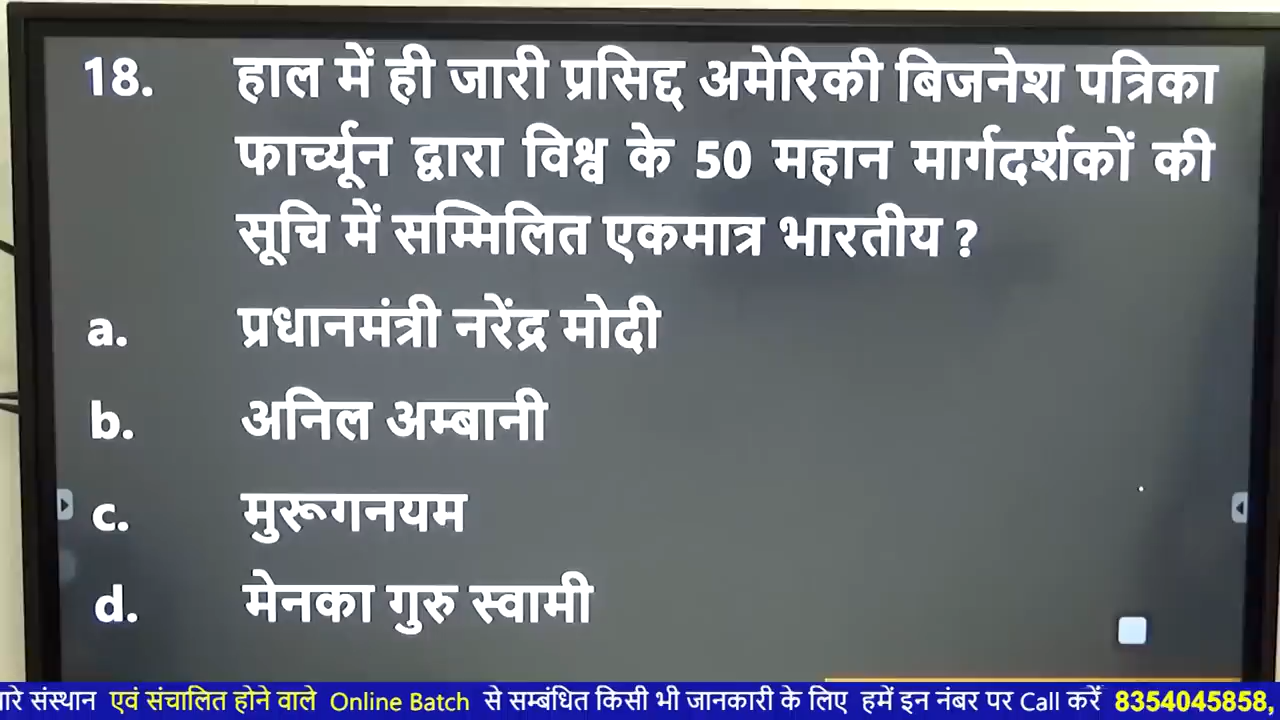 18. हाल में ही जारी प्रसिद्द अमेरिकी बिजनेश पत्रिका
फार्च्यून द्वारा विश्व के 50 महान मार्गदर्शकों की
सूचि में सम्मिलित एकमात्र भारतीय ?
a. प्रधानमंत्री नरेंद्र मोदी
b. अनिल अम्बानी
c. मुरूगनयम
d. मेनका गुरु स्वामी
ारे संस्थान एवं संचालित होने वाले Online Batch से सम्बंधित किसी भी जानकारी के लिए हमें इन नंबर पर Call करें 8354045858,